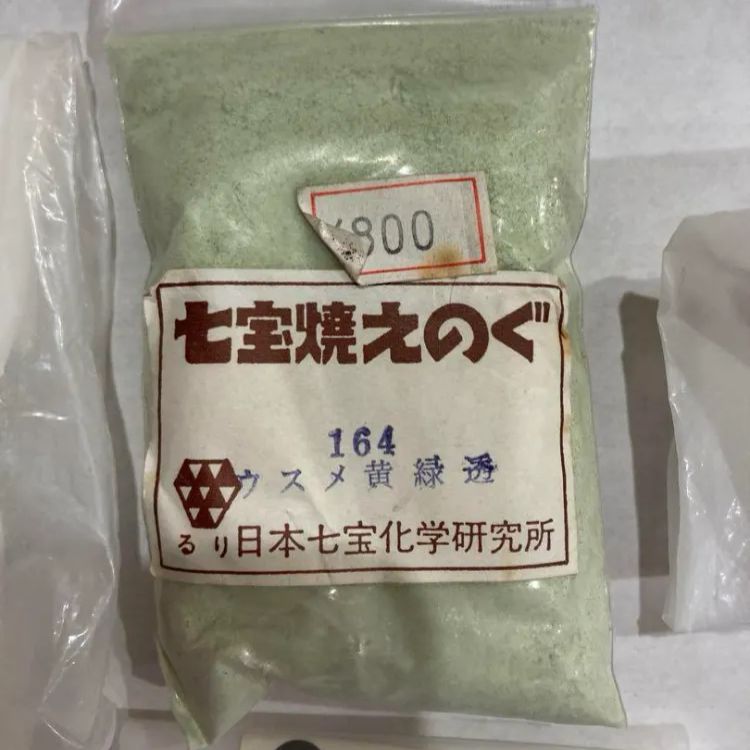 ¥800
七宝焼えのぐ
164
ウスメ黄緑透
るり日本七宝化学研究所